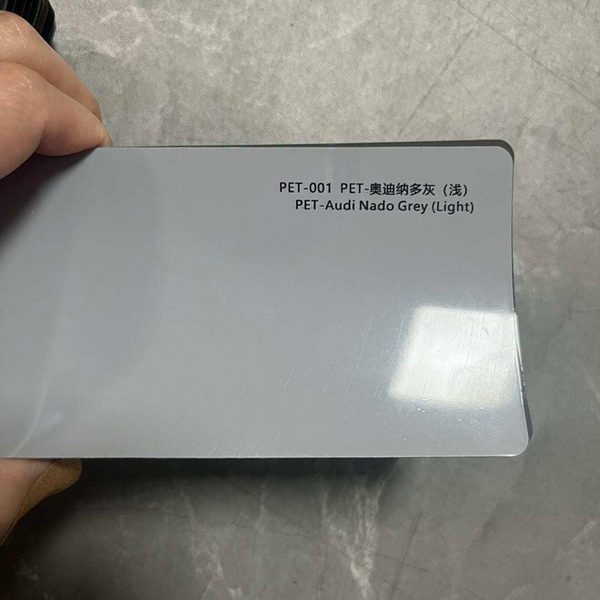 PET-001 PET-奥迪纳多灰（浅）
PET-Audi Nado Grey (Light)